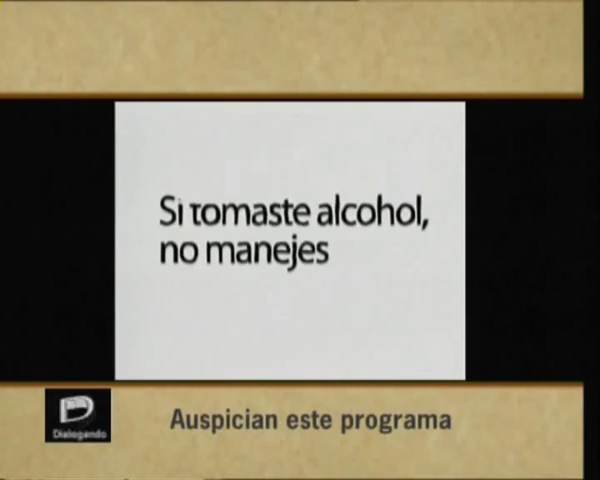 Si tomaste alcohol,
no manejes
Dialogando
Auspician este programa